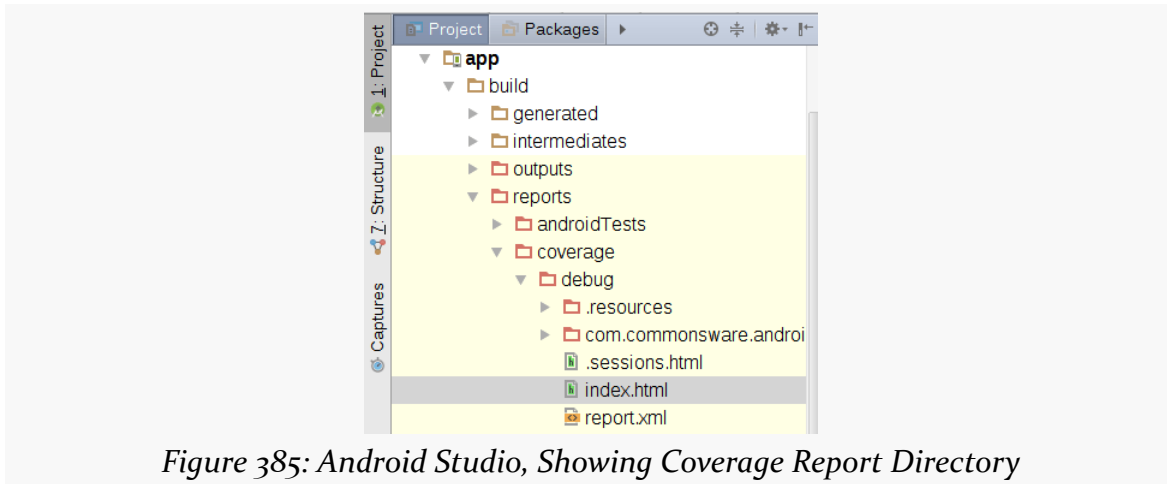 Project Packages
1: Project
7: Structure
Captures
app
build
generated
intermediates
outputs
reports
androidTests
coverage
debug
.resources
com.commonsware.androi
.sessions.html
index.html
report.xml
Figure 385: Android Studio, Showing Coverage Report Directory